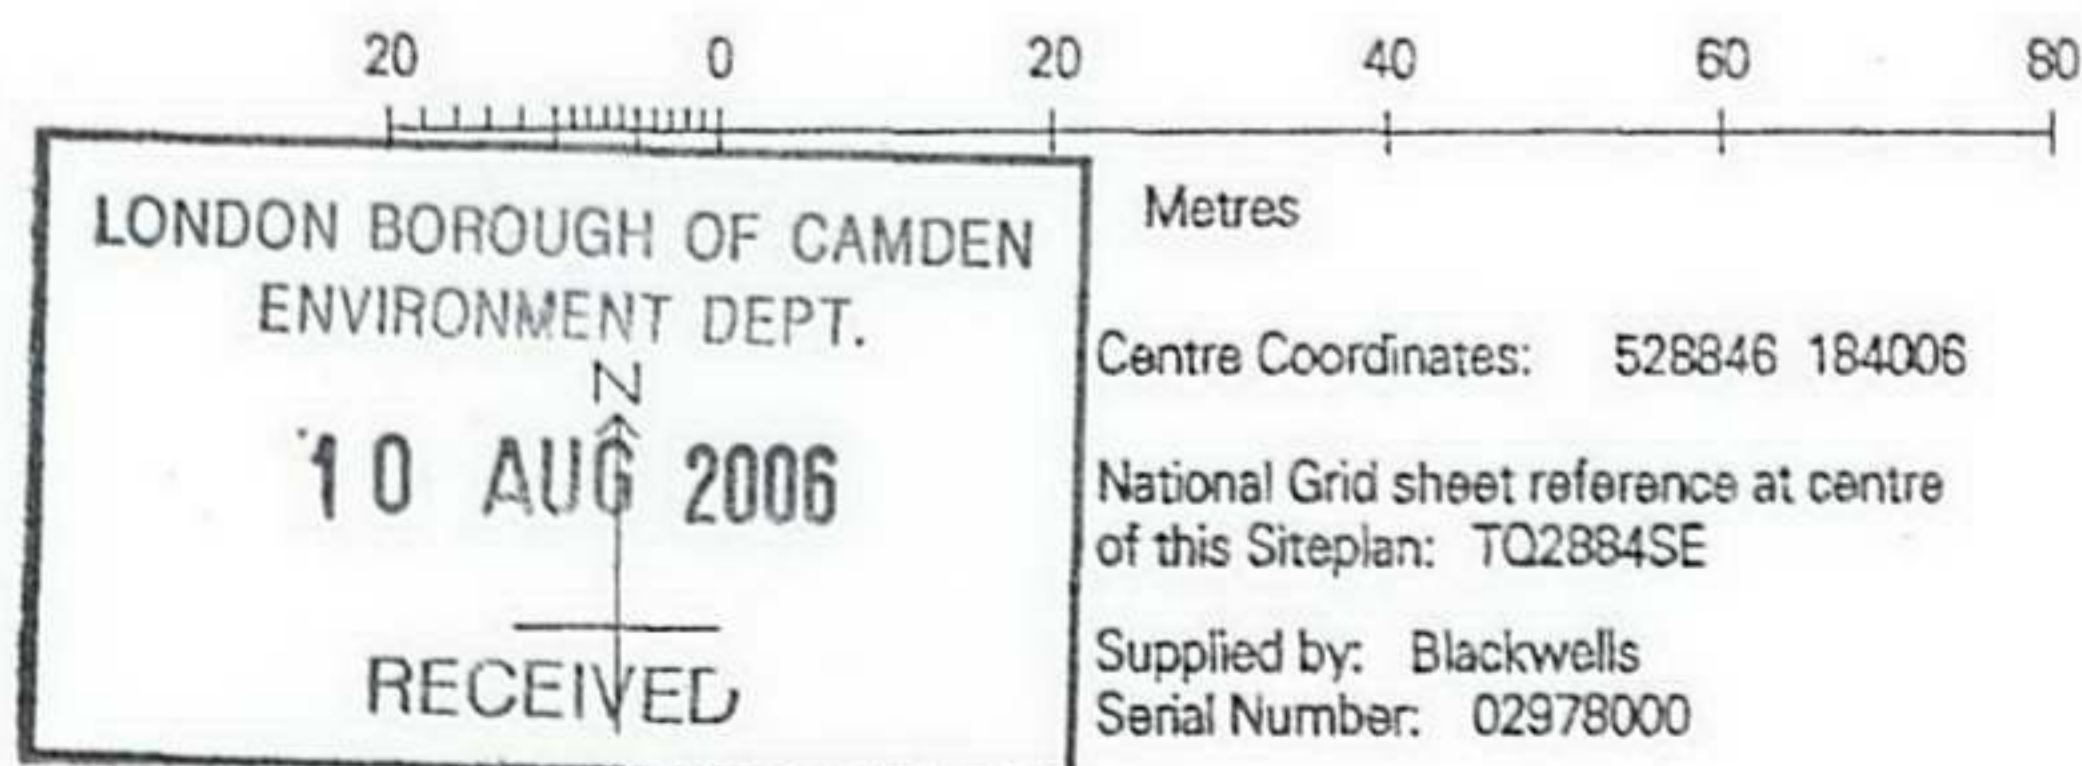 20 0 20 40 60 80
Metres
LONDON BOROUGH OF CAMDEN
ENVIRONMENT DEPT.
N
10 AUG 2006
RECEIVED
Centre Coordinates: 528846 184006
National Grid sheet reference at centre
of this Siteplan: TQ2884SE
Supplied by: Blackwells
Serial Number: 02978000